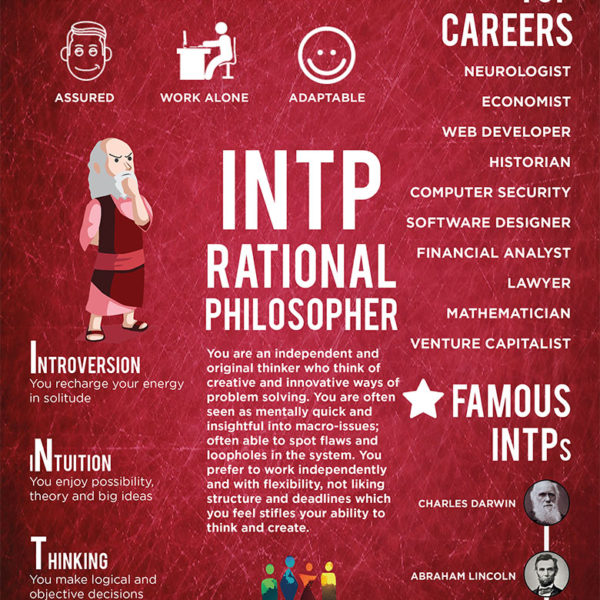 CAREERS
ASSURED
WORK ALONE
ADAPTABLE
NEUROLOGIST
ECONOMIST
WEB DEVELOPER
HISTORIAN
COMPUTER SECURITY
SOFTWARE DESIGNER
FINANCIAL ANALYST
LAWYER
MATHEMATICIAN
VENTURE CAPITALIST
INTP
RATIONAL
PHILOSOPHER
You are an independent and
original thinker who think of
creative and innovative ways of
problem solving. You are often
seen as mentally quick and
insightful into macro-issues;
often able to spot flaws and
loopholes in the system. You
prefer to work independently
and with flexibility, not liking
structure and deadlines which
you feel stifles your ability to
think and create.
INTROVERSION
You recharge your energy
in solitude
iNTUITION
You enjoy possibility,
theory and big ideas
THINKING
You make logical and
objective decisions
FAMOUS
INTPs
CHARLES DARWIN
ABRAHAM LINCOLN